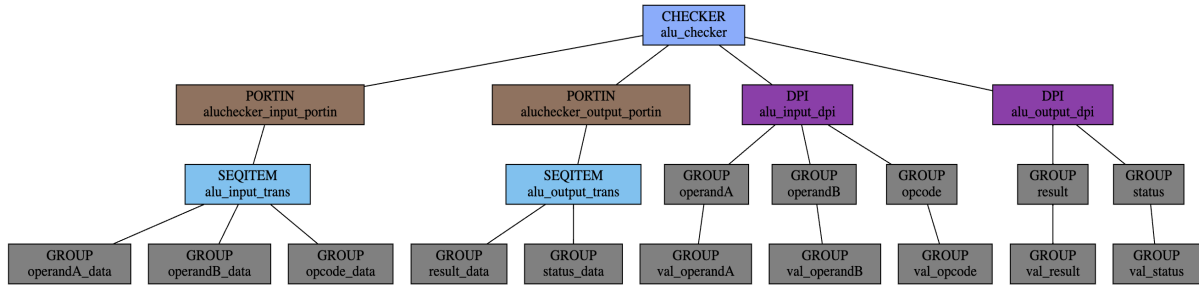 CHECKER
alu_checker
PORTIN
aluchecker_input_portin
PORTIN
aluchecker_output_portin
DPI
alu_input_dpi
DPI
alu_output_dpi
SEQITEM
alu_input_trans
SEQITEM
alu_output_trans
GROUP
operandA
GROUP
operandB
GROUP
opcode
GROUP
result
GROUP
status
GROUP
operandA_data
GROUP
operandB_data
GROUP
opcode_data
GROUP
result_data
GROUP
status_data
GROUP
val_operandA
GROUP
val_operandB
GROUP
val_opcode
GROUP
val_result
GROUP
val_status